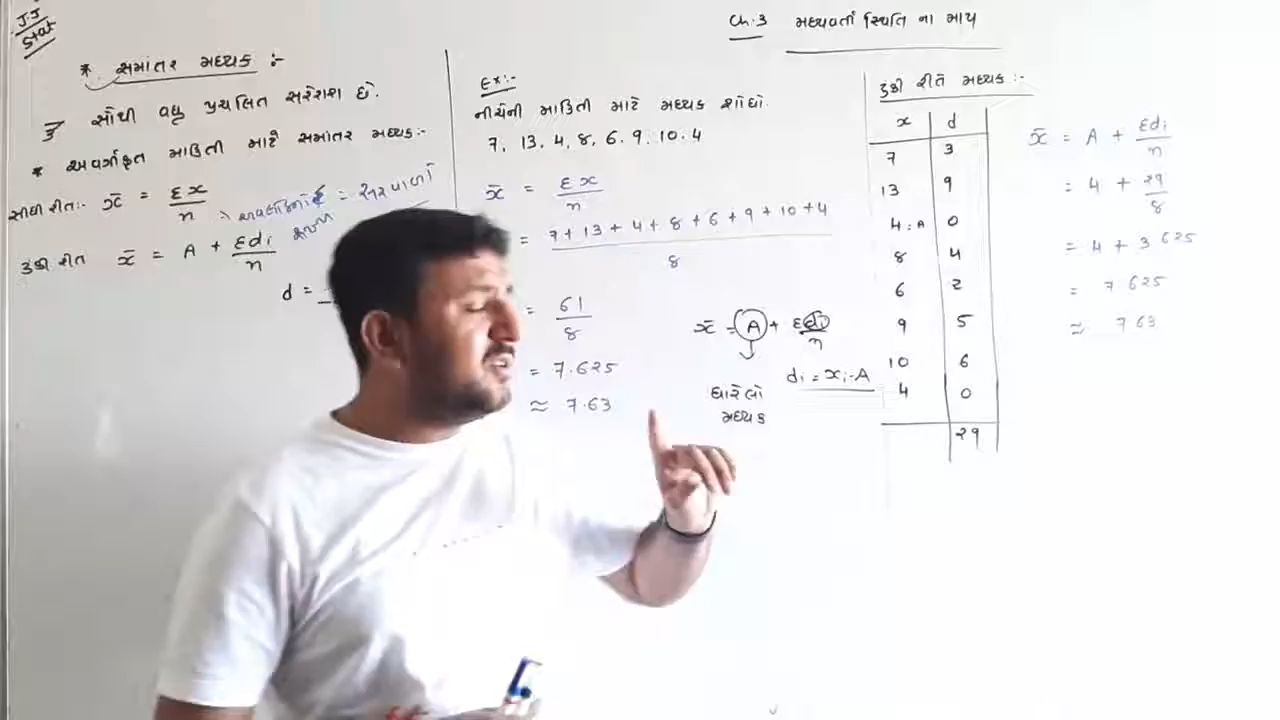 J.J
Stat
Ch.3 મધ્યવર્તી સ્થિતિ ના માપ
* સમાંતર મધ્યક :-
સૌથી વધુ પ્રચલિત સરેરાશ છે.
* અવર્ગીકૃત માહિતી માટે સમાંતર મધ્યક:-
સીધી રીત:- x̄ = Σx/n
ટુંકી રીત x̄ = A + Σdi/n
d =
Ex:-
નીચેની માહિતી માટે મધ્યક શોધો.
7, 13, 4, 8, 6, 9, 10, 4
x̄ = Σx/n
= 7+13+4+8+6+9+10+4 / 8
= 61/8
= 7.625
≈ 7.63
x̄ = A + Σdi/n
ધારેલો
મધ્યક
di = xi-A
ટુંકી રીતે મધ્યક :-
x d
7 3
13 9
4:A 0
8 4
6 2
9 5
10 6
4 0
29
x̄ = A + Σdi/n
= 4 + 29/8
= 4 + 3.625
= 7.625
≈ 7.63